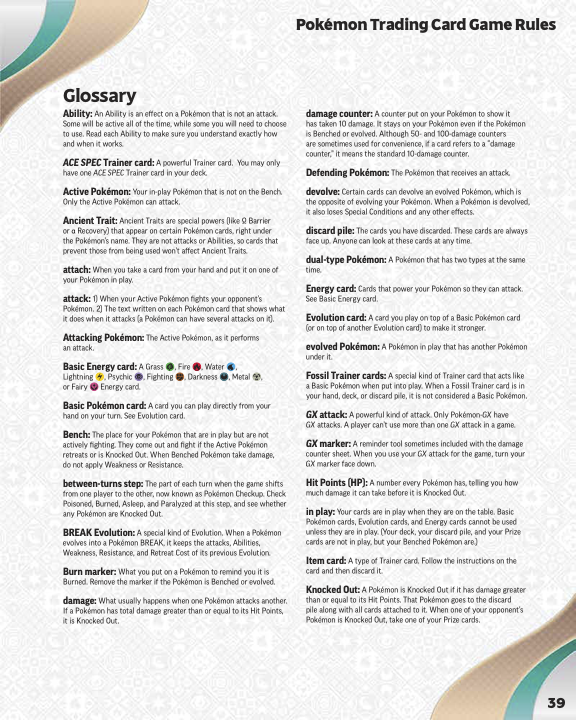 Pokémon Trading Card Game Rules
Glossary
Ability: An Ability is an effect on a Pokémon that is not an attack.
Some will be active all of the time, while some you will need to choose
to use. Read each Ability to make sure you understand exactly how
and when it works.
ACE SPEC Trainer card: A powerful Trainer card. You may only
have one ACE SPEC Trainer card in your deck.
Active Pokémon: Your in-play Pokémon that is not on the Bench.
Only the Active Pokémon can attack.
Ancient Trait: Ancient Traits are special powers (like Ω Barrier
or α Recovery) that appear on certain Pokémon cards, right under
the Pokémon's name. They are not attacks or Abilities, so cards that
prevent those from being used won't affect Ancient Traits.
attach: When you take a card from your hand and put it on one of
your Pokémon in play.
attack: 1) When your Active Pokémon fights your opponent's
Pokémon. 2) The text written on each Pokémon card that shows what
it does when it attacks (a Pokémon can have several attacks on it).
Attacking Pokémon: The Active Pokémon, as it performs
an attack.
Basic Energy card: A Grass , Fire , Water ,
Lightning , Psychic , Fighting , Darkness , Metal ,
or Fairy Energy card.
Basic Pokémon card: A card you can play directly from your
hand on your turn. See Evolution card.
Bench: The place for your Pokémon that are in play but are not
actively fighting. They come out and fight if the Active Pokémon
retreats or is Knocked Out. When Benched Pokémon take damage,
do not apply Weakness or Resistance.
between-turns step: The part of each turn when the game shifts
from one player to the other, now known as Pokémon Checkup. Check
Poisoned, Burned, Asleep, and Paralyzed at this step, and see whether
any Pokémon are Knocked Out.
BREAK Evolution: A special kind of Evolution. When a Pokémon
evolves into a Pokémon BREAK, it keeps the attacks, Abilities,
Weakness, Resistance, and Retreat Cost of its previous Evolution.
Burn marker: What you put on a Pokémon to remind you it is
Burned. Remove the marker if the Pokémon is Benched or evolved.
damage: What usually happens when one Pokémon attacks another.
If a Pokémon has total damage greater than or equal to its Hit Points,
it is Knocked Out.
damage counter: A counter put on your Pokémon to show it
has taken 10 damage. It stays on your Pokémon even if the Pokémon
is Benched or evolved. Although 50- and 100-damage counters
are sometimes used for convenience, if a card refers to a "damage
counter," it means the standard 10-damage counter.
Defending Pokémon: The Pokémon that receives an attack.
devolve: Certain cards can devolve an evolved Pokémon, which is
the opposite of evolving your Pokémon. When a Pokémon is devolved,
it also loses Special Conditions and any other effects.
discard pile: The cards you have discarded. These cards are always
face up. Anyone can look at these cards at any time.
dual-type Pokémon: A Pokémon that has two types at the same
time.
Energy card: Cards that power your Pokémon so they can attack.
See Basic Energy card.
Evolution card: A card you play on top of a Basic Pokémon card
(or on top of another Evolution card) to make it stronger.
evolved Pokémon: A Pokémon in play that has another Pokémon
under it.
Fossil Trainer cards: A special kind of Trainer card that acts like
a Basic Pokémon when put into play. When a Fossil Trainer card is in
your hand, deck, or discard pile, it is not considered a Basic Pokémon.
GX attack: A powerful kind of attack. Only Pokémon-GX have
GX attacks. A player can't use more than one GX attack in a game.
GX marker: A reminder tool sometimes included with the damage
counter sheet. When you use your GX attack for the game, turn your
GX marker face down.
Hit Points (HP): A number every Pokémon has, telling you how
much damage it can take before it is Knocked Out.
in play: Your cards are in play when they are on the table. Basic
Pokémon cards, Evolution cards, and Energy cards cannot be used
unless they are in play. (Your deck, your discard pile, and your Prize
cards are not in play, but your Benched Pokémon are.)
Item card: A type of Trainer card. Follow the instructions on the
card and then discard it.
Knocked Out: A Pokémon is Knocked Out if it has damage greater
than or equal to its Hit Points. That Pokémon goes to the discard
pile along with all cards attached to it. When one of your opponent's
Pokémon is Knocked Out, take one of your Prize cards.
39